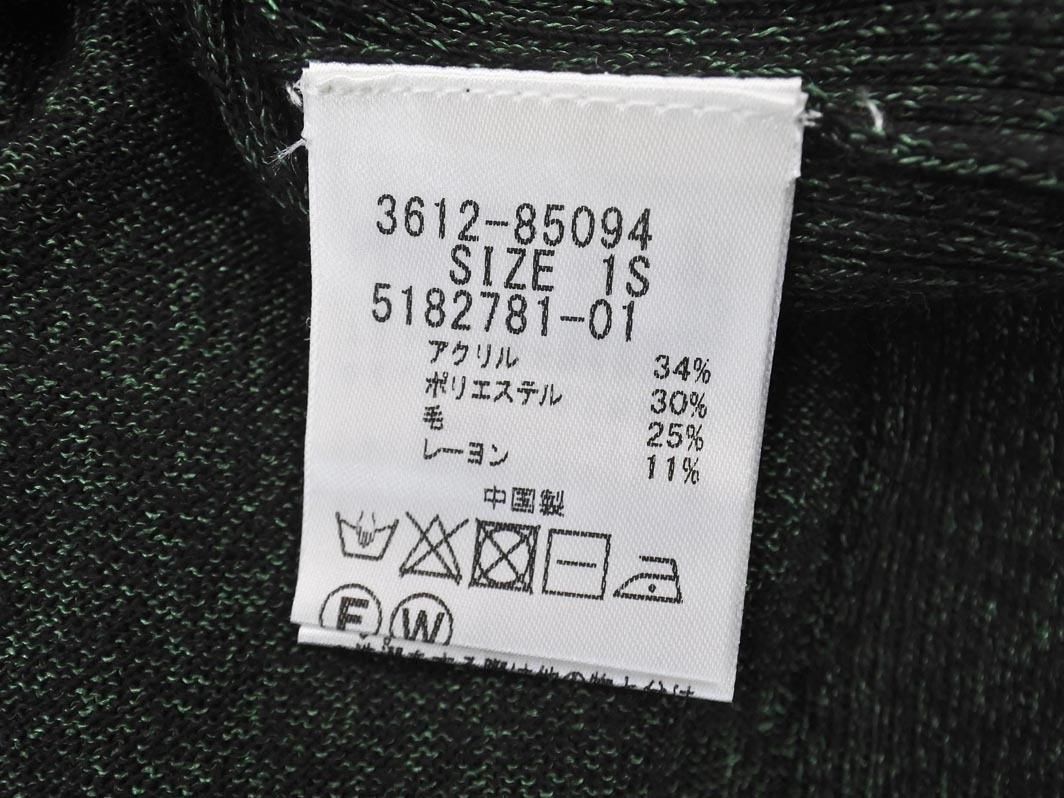 3612-85094
SIZE 1S
5182781-01
アクリル 34%
ポリエステル 30%
毛 25%
レーヨン 11%
中国製
F W